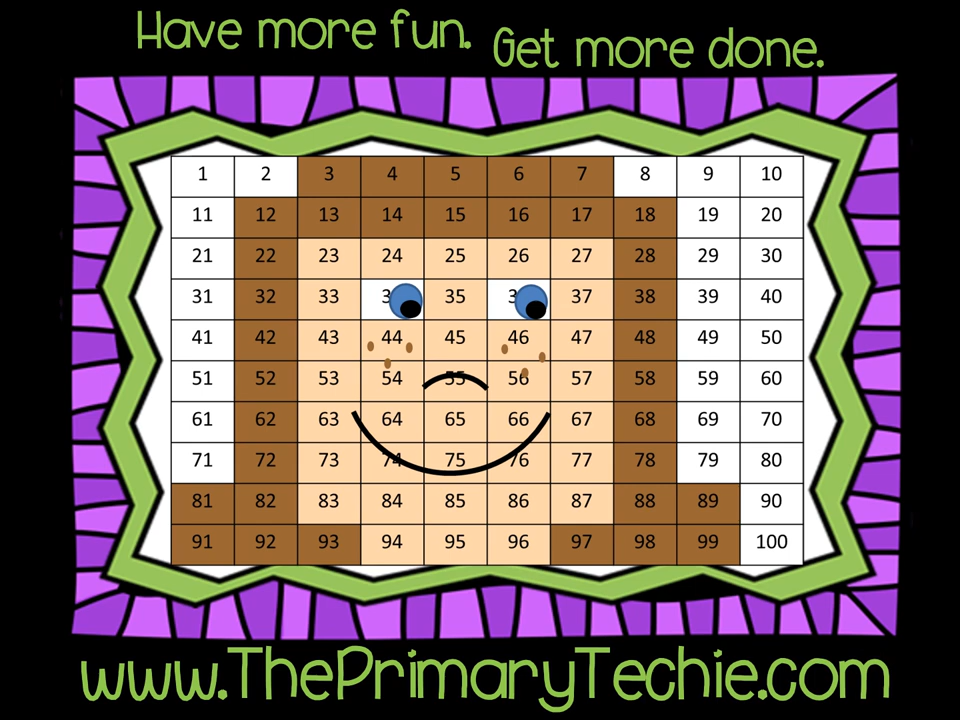 Have more fun. Get more done.
1 2 3 4 5 6 7 8 9 10
11 12 13 14 15 16 17 18 19 20
21 22 23 24 25 26 27 28 29 30
31 32 33 35 37 38 39 40
41 42 43 44 45 46 47 48 49 50
51 52 53 54 55 56 57 58 59 60
61 62 63 64 65 66 67 68 69 70
71 72 73 74 75 76 77 78 79 80
81 82 83 84 85 86 87 88 89 90
91 92 93 94 95 96 97 98 99 100
www.ThePrimaryTechie.com